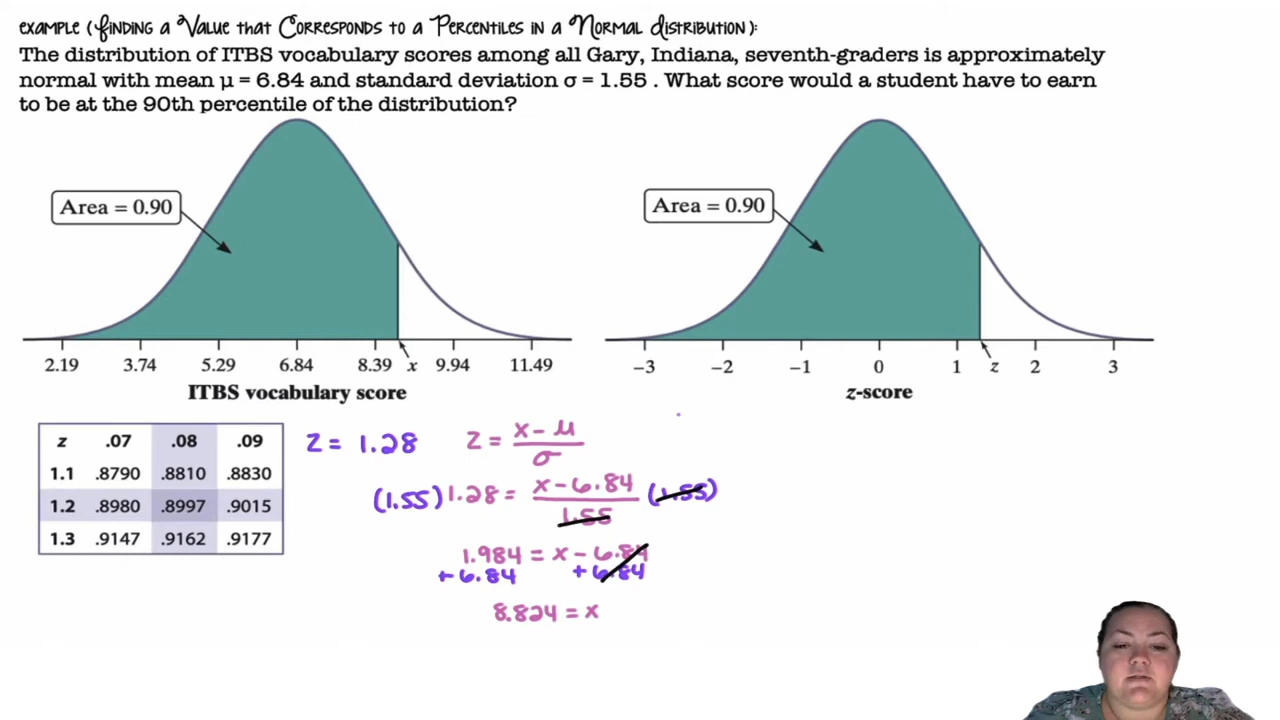 EXAMPLE (FINDING A VALUE THAT CORRESPONDS TO A PERCENTILES IN A NORMAL DISTRIBUTION):
The distribution of ITBS vocabulary scores among all Gary, Indiana, seventh-graders is approximately
normal with mean μ = 6.84 and standard deviation σ = 1.55 . What score would a student have to earn
to be at the 90th percentile of the distribution?
Area = 0.90
2.19 3.74 5.29 6.84 8.39 x 9.94 11.49
ITBS vocabulary score
Area = 0.90
−3 −2 −1 0 1 z 2 3
z-score
z .07 .08 .09
1.1 .8790 .8810 .8830
1.2 .8980 .8997 .9015
1.3 .9147 .9162 .9177
z = 1.28
z = x - μ
σ
(1.55) 1.28 = x - 6.84 (1.55)
1.55
1.984 = x - 6.84
+6.84 +6.84
8.824 = x